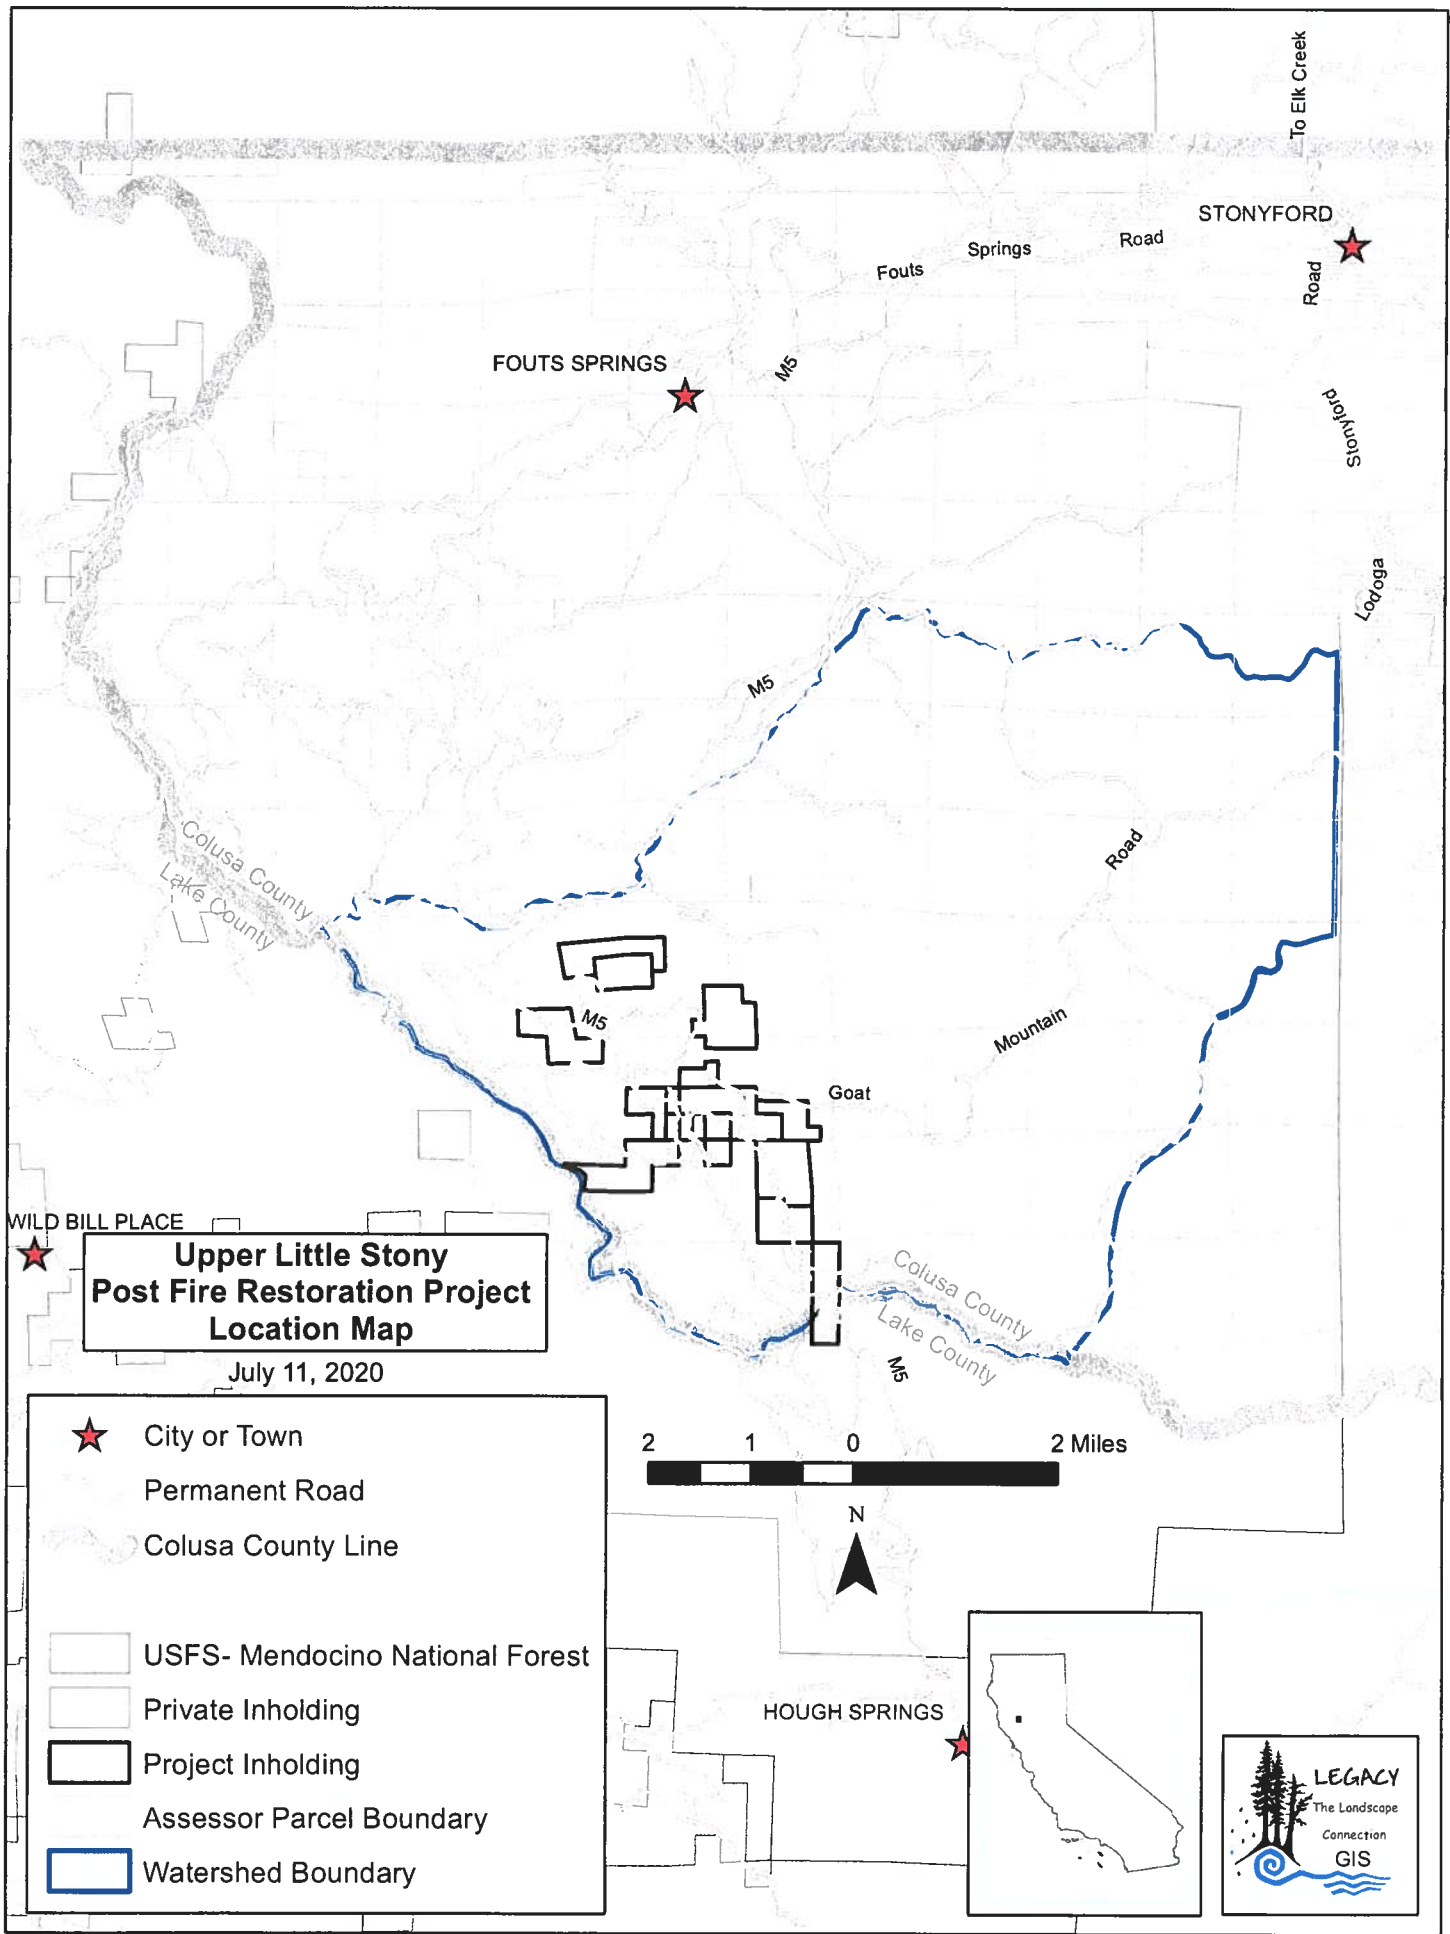 To Elk Creek
STONYFORD
Fouts Springs Road
Road
FOUTS SPRINGS
M5
Stonyford
Lodoga
M5
Colusa County
Lake County
Road
M5
Mountain
Goat
WILD BILL PLACE
Upper Little Stony
Post Fire Restoration Project
Location Map
July 11, 2020
Colusa County
Lake County
M5
City or Town
Permanent Road
Colusa County Line
USFS- Mendocino National Forest
Private Inholding
Project Inholding
Assessor Parcel Boundary
Watershed Boundary
2 1 0 2 Miles
N
HOUGH SPRINGS
LEGACY
The Landscape
Connection
GIS